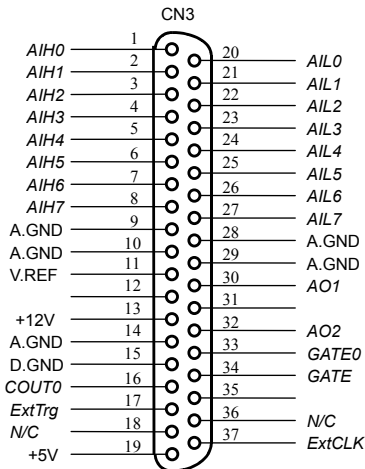 CN3
AIH0 1
AIH1 2
AIH2 3
AIH3 4
AIH4 5
AIH5 6
AIH6 7
AIH7 8
A.GND 9
A.GND 10
V.REF 11
12
+12V 13
A.GND 14
D.GND 15
COUT0 16
ExtTrg 17
N/C 18
+5V 19
20 AIL0
21 AIL1
22 AIL2
23 AIL3
24 AIL4
25 AIL5
26 AIL6
27 AIL7
28 A.GND
29 A.GND
30 AO1
31
32 AO2
33 GATE0
34 GATE
35
36 N/C
37 ExtCLK